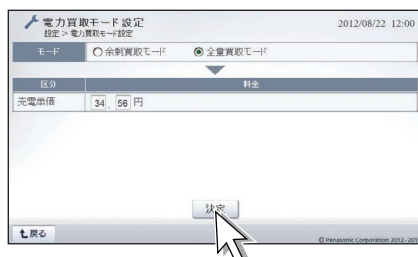 電力買取モード設定 2012/08/22 12:00
設定 > 電力買取モード設定
モード 余剰買取モード 全量買取モード
区分 料金
売電単価 34 . 56 円
決定
戻る
© Panasonic Corporation 2012-201